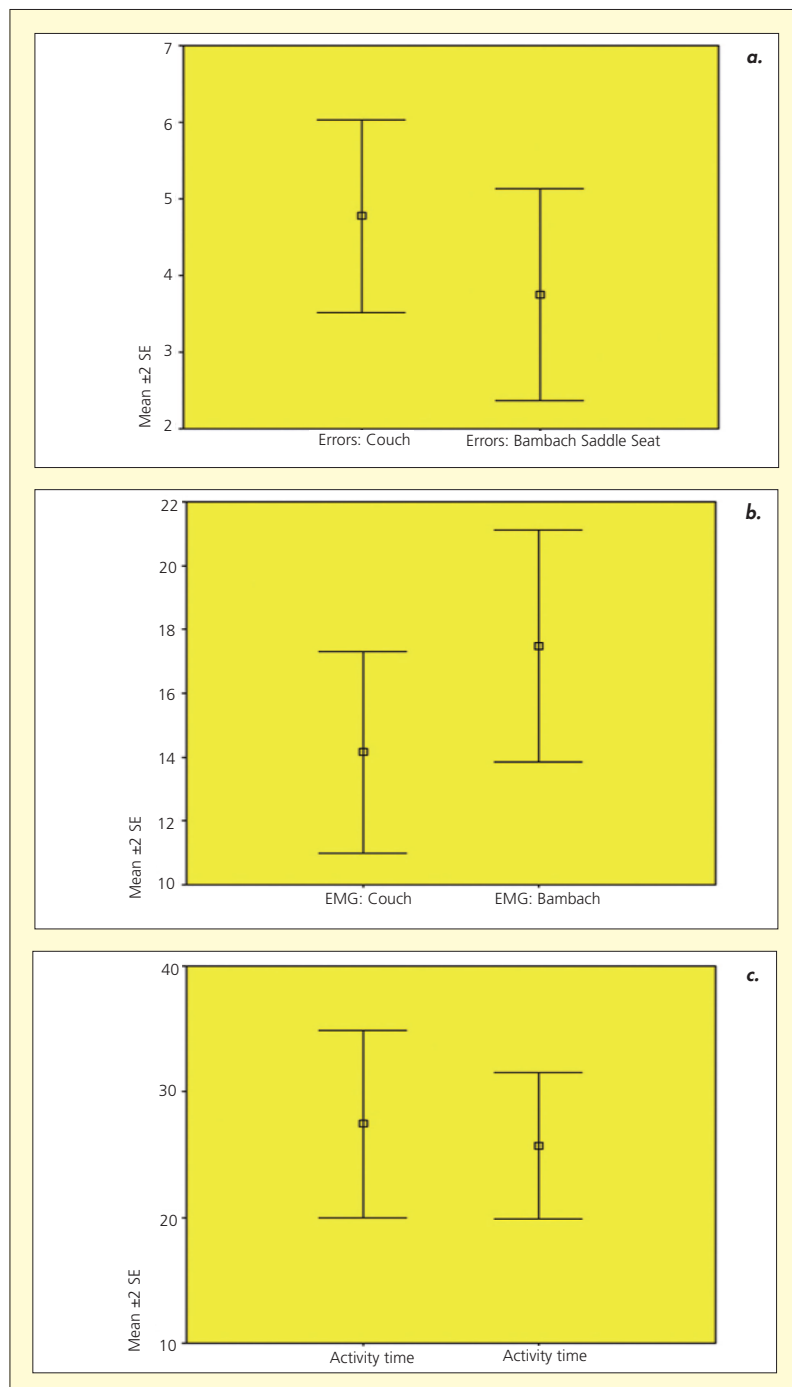 a.
7
6
5
4
3
2
Mean ±2 SE
Errors: Couch Errors: Bambach Saddle Seat
b.
22
20
18
16
14
12
10
Mean ±2 SE
EMG: Couch EMG: Bambach
c.
40
30
20
10
Mean ±2 SE
Activity time Activity time